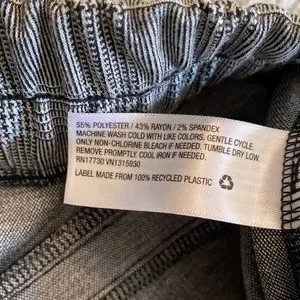 55% POLYESTER / 43% RAYON / 2% SPANDEX
MACHINE WASH COLD WITH LIKE COLORS. GENTLE CYCLE.
ONLY NON-CHLORINE BLEACH IF NEEDED. TUMBLE DRY LOW.
REMOVE PROMPTLY. COOL IRON IF NEEDED.
RN17730 VNT315930
LABEL MADE FROM 100% RECYCLED PLASTIC